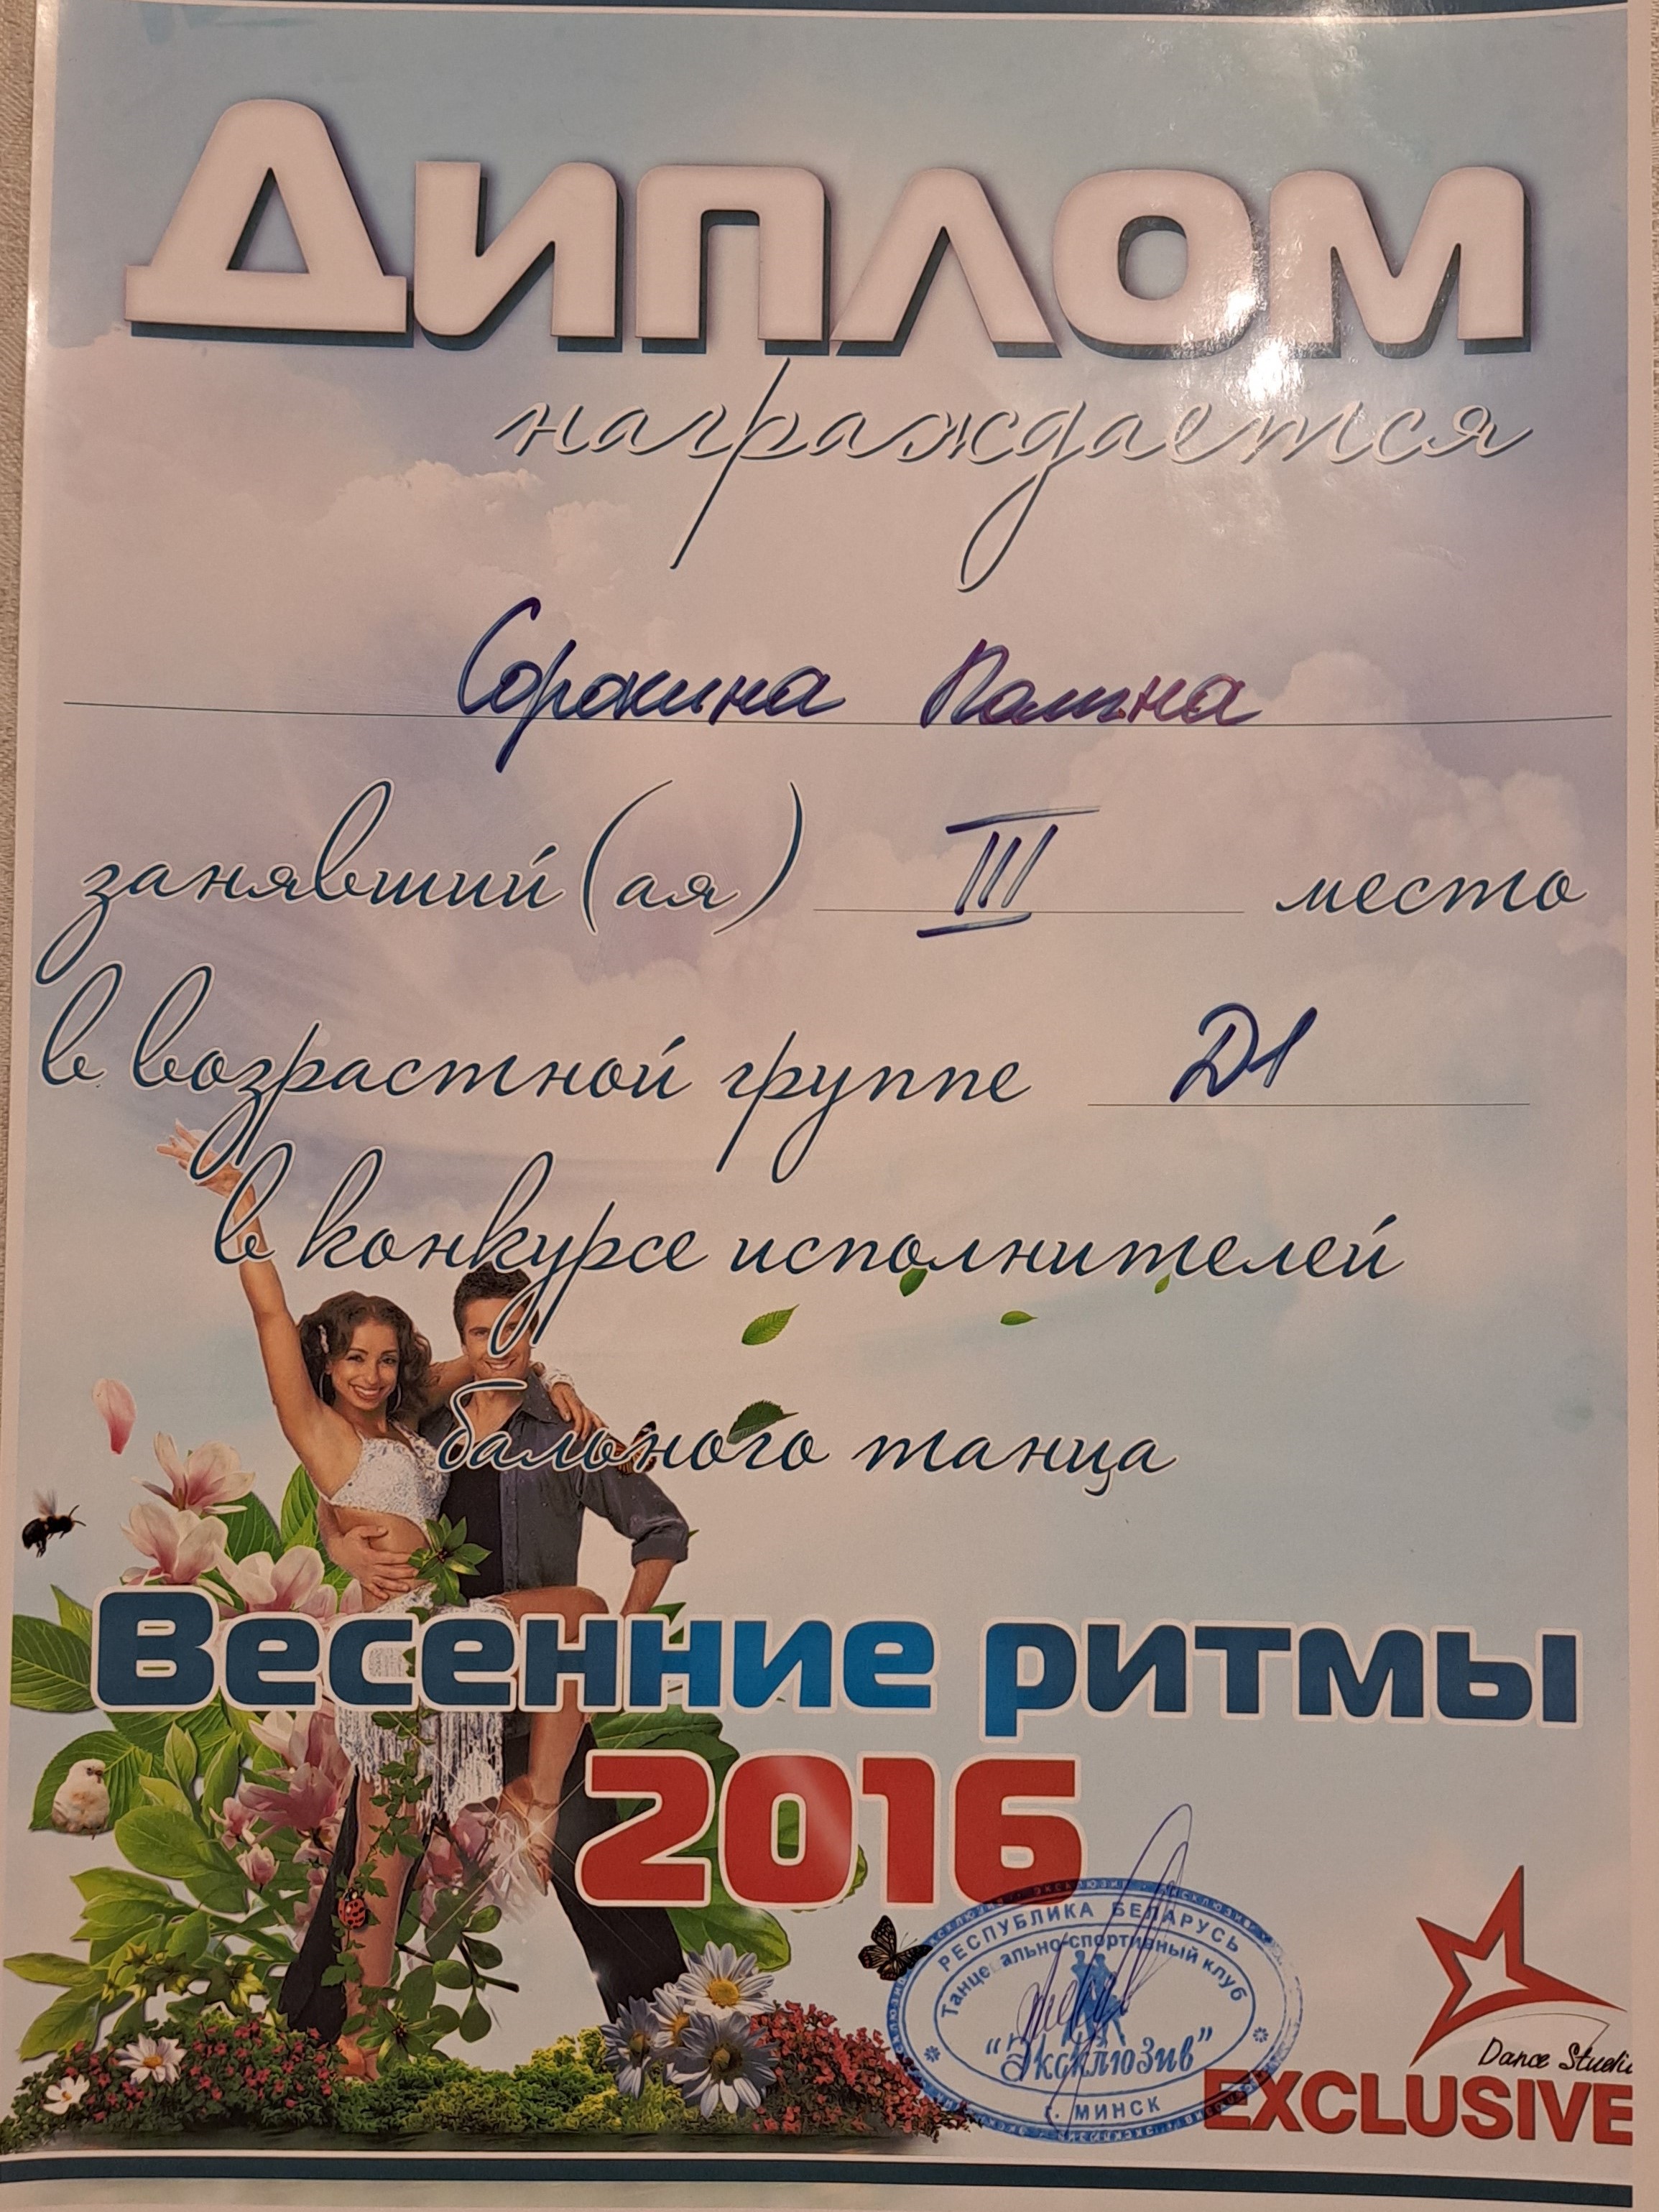 Диплом
награждается
Сорокина Полина
занявший (ая) III место
в возрастной группе Д1
в конкурсе исполнителей
бального танца
Весенние ритмы
2016
РЕСПУБЛИКА БЕЛАРУСЬ
Танцевально-спортивный клуб
"Эксклюзив"
г. МИНСК
Dance Studio
EXCLUSIVE